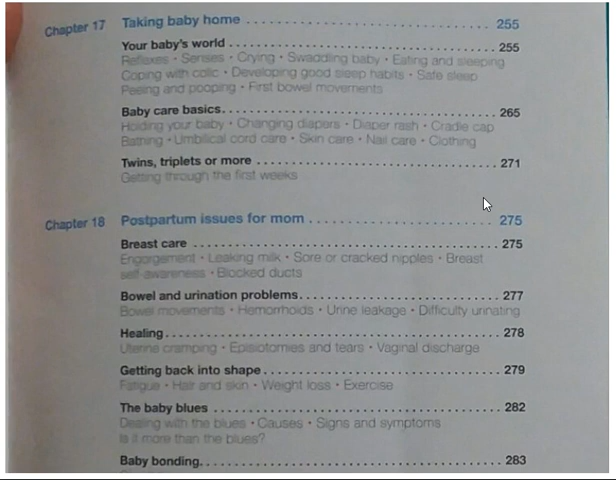 Chapter 17 Taking baby home ........................................ 255
Your baby's world ........................................ 255
Reflexes • Senses • Crying • Swaddling baby • Eating and sleeping
Coping with colic • Developing good sleep habits • Safe sleep
Peeing and pooping • First bowel movements
Baby care basics........................................ 265
Holding your baby • Changing diapers • Diaper rash • Cradle cap
Bathing • Umbilical cord care • Skin care • Nail care • Clothing
Twins, triplets or more ........................................ 271
Getting through the first weeks
Chapter 18 Postpartum issues for mom ........................................ 275
Breast care ........................................ 275
Engorgement • Leaking milk • Sore or cracked nipples • Breast
self-awareness • Blocked ducts
Bowel and urination problems........................................ 277
Bowel movements • Hemorrhoids • Urine leakage • Difficulty urinating
Healing........................................ 278
Uterine cramping • Episiotomies and tears • Vaginal discharge
Getting back into shape ........................................ 279
Fatigue • Hair and skin • Weight loss • Exercise
The baby blues ........................................ 282
Dealing with the blues • Causes • Signs and symptoms
Is it more than the blues?
Baby bonding........................................ 283